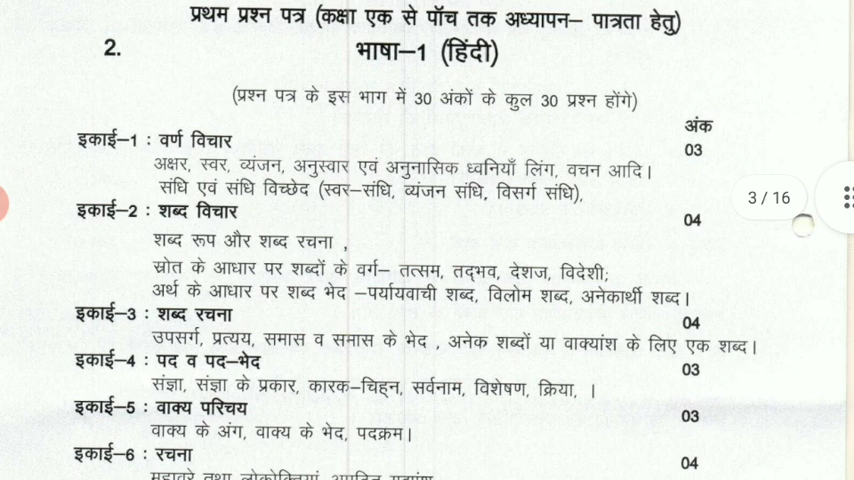 प्रथम प्रश्न पत्र (कक्षा एक से पॉच तक अध्यापन– पात्रता हेतु)
2. भाषा–1 (हिंदी)
(प्रश्न पत्र के इस भाग में 30 अंकों के कुल 30 प्रश्न होंगे)
अंक
इकाई–1 : वर्ण विचार 03
अक्षर, स्वर, व्यंजन, अनुस्वार एवं अनुनासिक ध्वनियाँ लिंग, वचन आदि।
संधि एवं संधि विच्छेद (स्वर–संधि, व्यंजन संधि, विसर्ग संधि),
3 / 16
इकाई–2 : शब्द विचार 04
शब्द रूप और शब्द रचना ,
स्रोत के आधार पर शब्दों के वर्ग– तत्सम, तद्भव, देशज, विदेशी;
अर्थ के आधार पर शब्द भेद –पर्यायवाची शब्द, विलोम शब्द, अनेकार्थी शब्द।
इकाई–3 : शब्द रचना 04
उपसर्ग, प्रत्यय, समास व समास के भेद , अनेक शब्दों या वाक्यांश के लिए एक शब्द।
इकाई–4 : पद व पद–भेद 03
संज्ञा, संज्ञा के प्रकार, कारक–चिह्न, सर्वनाम, विशेषण, क्रिया, ।
इकाई–5 : वाक्य परिचय 03
वाक्य के अंग, वाक्य के भेद, पदक्रम।
इकाई–6 : रचना 04
मुहावरे तथा लोकोक्तियां,